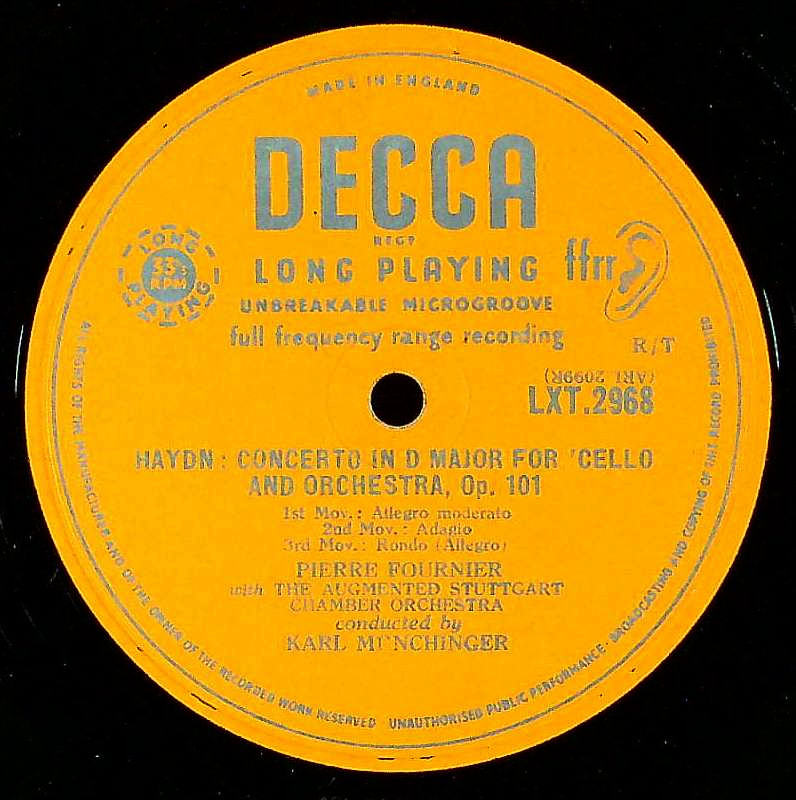 MADE IN ENGLAND
DECCA
REGD
LONG PLAYING
UNBREAKABLE MICROGROOVE
full frequency range recording
ffrr
LONG
33⅓
RPM
PLAYING
R/T
(ARL 2099R)
LXT.2968
HAYDN : CONCERTO IN D MAJOR FOR 'CELLO
AND ORCHESTRA, Op. 101
1st Mov.: Allegro moderato
2nd Mov.: Adagio
3rd Mov.: Rondo (Allegro)
PIERRE FOURNIER
with THE AUGMENTED STUTTGART
CHAMBER ORCHESTRA
conducted by
KARL MÜNCHINGER
ALL RIGHTS OF THE MANUFACTURER AND OF THE OWNER OF THE RECORDED WORK RESERVED UNAUTHORISED PUBLIC PERFORMANCE · BROADCASTING AND COPYING OF THIS RECORD PROHIBITED